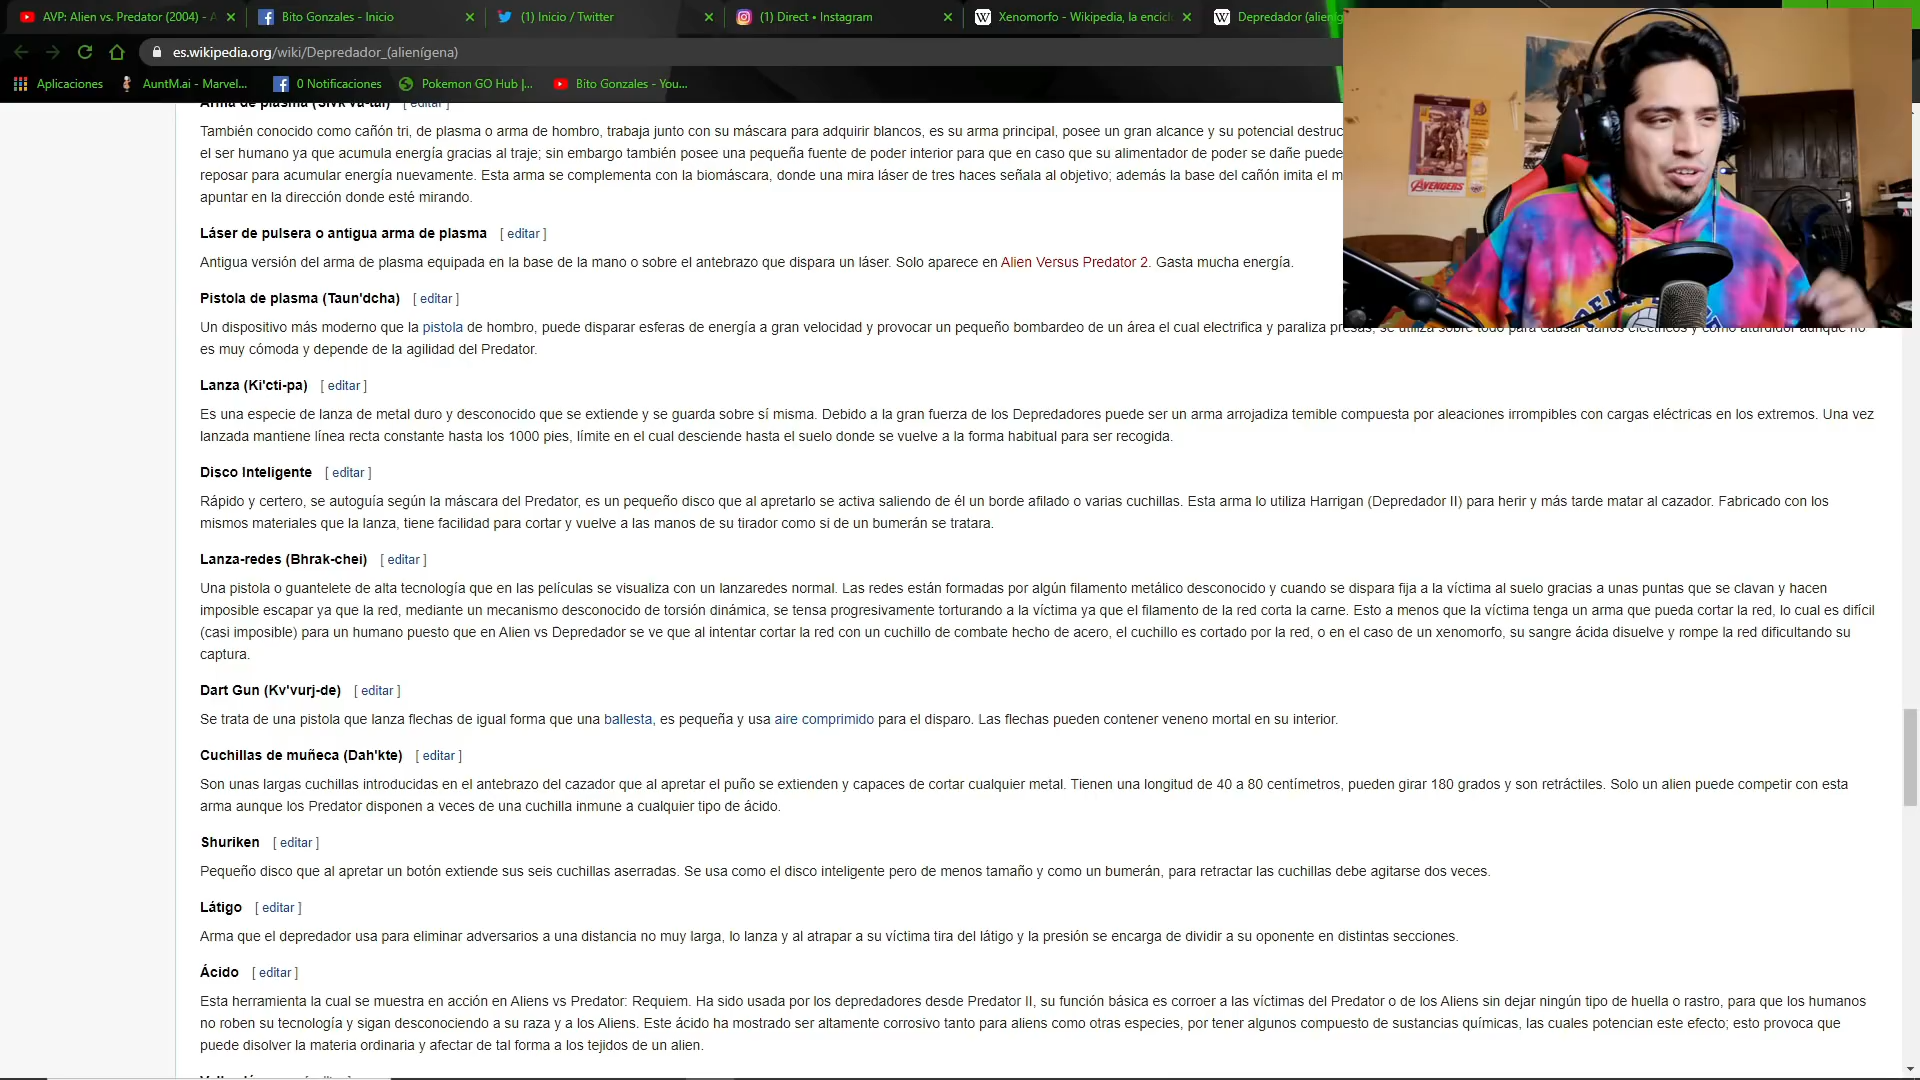 AVP: Alien vs. Predator (2004) - A
Bito Gonzales - Inicio
(1) Inicio / Twitter
(1) Direct • Instagram
Xenomorfo - Wikipedia, la encicl
Depredador (alieníg
es.wikipedia.org/wiki/Depredador_(alienígena)
Aplicaciones
AuntM.ai - Marvel...
0 Notificaciones
Pokemon GO Hub |...
Bito Gonzales - You...
Arma de plasma (Sivk'va-tai) [ editar ]
También conocido como cañón tri, de plasma o arma de hombro, trabaja junto con su máscara para adquirir blancos, es su arma principal, posee un gran alcance y su potencial destruc
el ser humano ya que acumula energía gracias al traje; sin embargo también posee una pequeña fuente de poder interior para que en caso que su alimentador de poder se dañe puede
reposar para acumular energía nuevamente. Esta arma se complementa con la biomáscara, donde una mira láser de tres haces señala al objetivo; además la base del cañón imita el m
apuntar en la dirección donde esté mirando.
AVENGERS
Láser de pulsera o antigua arma de plasma [ editar ]
Antigua versión del arma de plasma equipada en la base de la mano o sobre el antebrazo que dispara un láser. Solo aparece en Alien Versus Predator 2. Gasta mucha energía.
Pistola de plasma (Taun'dcha) [ editar ]
Un dispositivo más moderno que la pistola de hombro, puede disparar esferas de energía a gran velocidad y provocar un pequeño bombardeo de un área el cual electrifica y paraliza presas, se utiliza sobre todo para causar daños eléctricos y como aturdidor aunque no
es muy cómoda y depende de la agilidad del Predator.
Lanza (Ki'cti-pa) [ editar ]
Es una especie de lanza de metal duro y desconocido que se extiende y se guarda sobre sí misma. Debido a la gran fuerza de los Depredadores puede ser un arma arrojadiza temible compuesta por aleaciones irrompibles con cargas eléctricas en los extremos. Una vez
lanzada mantiene línea recta constante hasta los 1000 pies, límite en el cual desciende hasta el suelo donde se vuelve a la forma habitual para ser recogida.
Disco Inteligente [ editar ]
Rápido y certero, se autoguía según la máscara del Predator, es un pequeño disco que al apretarlo se activa saliendo de él un borde afilado o varias cuchillas. Esta arma lo utiliza Harrigan (Depredador II) para herir y más tarde matar al cazador. Fabricado con los
mismos materiales que la lanza, tiene facilidad para cortar y vuelve a las manos de su tirador como si de un bumerán se tratara.
Lanza-redes (Bhrak-chei) [ editar ]
Una pistola o guantelete de alta tecnología que en las películas se visualiza con un lanzaredes normal. Las redes están formadas por algún filamento metálico desconocido y cuando se dispara fija a la víctima al suelo gracias a unas puntas que se clavan y hacen
imposible escapar ya que la red, mediante un mecanismo desconocido de torsión dinámica, se tensa progresivamente torturando a la víctima ya que el filamento de la red corta la carne. Esto a menos que la víctima tenga un arma que pueda cortar la red, lo cual es difícil
(casi imposible) para un humano puesto que en Alien vs Depredador se ve que al intentar cortar la red con un cuchillo de combate hecho de acero, el cuchillo es cortado por la red, o en el caso de un xenomorfo, su sangre ácida disuelve y rompe la red dificultando su
captura.
Dart Gun (Kv'vurj-de) [ editar ]
Se trata de una pistola que lanza flechas de igual forma que una ballesta, es pequeña y usa aire comprimido para el disparo. Las flechas pueden contener veneno mortal en su interior.
Cuchillas de muñeca (Dah'kte) [ editar ]
Son unas largas cuchillas introducidas en el antebrazo del cazador que al apretar el puño se extienden y capaces de cortar cualquier metal. Tienen una longitud de 40 a 80 centímetros, pueden girar 180 grados y son retráctiles. Solo un alien puede competir con esta
arma aunque los Predator disponen a veces de una cuchilla inmune a cualquier tipo de ácido.
Shuriken [ editar ]
Pequeño disco que al apretar un botón extiende sus seis cuchillas aserradas. Se usa como el disco inteligente pero de menos tamaño y como un bumerán, para retractar las cuchillas debe agitarse dos veces.
Látigo [ editar ]
Arma que el depredador usa para eliminar adversarios a una distancia no muy larga, lo lanza y al atrapar a su víctima tira del látigo y la presión se encarga de dividir a su oponente en distintas secciones.
Ácido [ editar ]
Esta herramienta la cual se muestra en acción en Aliens vs Predator: Requiem. Ha sido usada por los depredadores desde Predator II, su función básica es corroer a las víctimas del Predator o de los Aliens sin dejar ningún tipo de huella o rastro, para que los humanos
no roben su tecnología y sigan desconociendo a su raza y a los Aliens. Este ácido ha mostrado ser altamente corrosivo tanto para aliens como otras especies, por tener algunos compuesto de sustancias químicas, las cuales potencian este efecto; esto provoca que
puede disolver la materia ordinaria y afectar de tal forma a los tejidos de un alien.